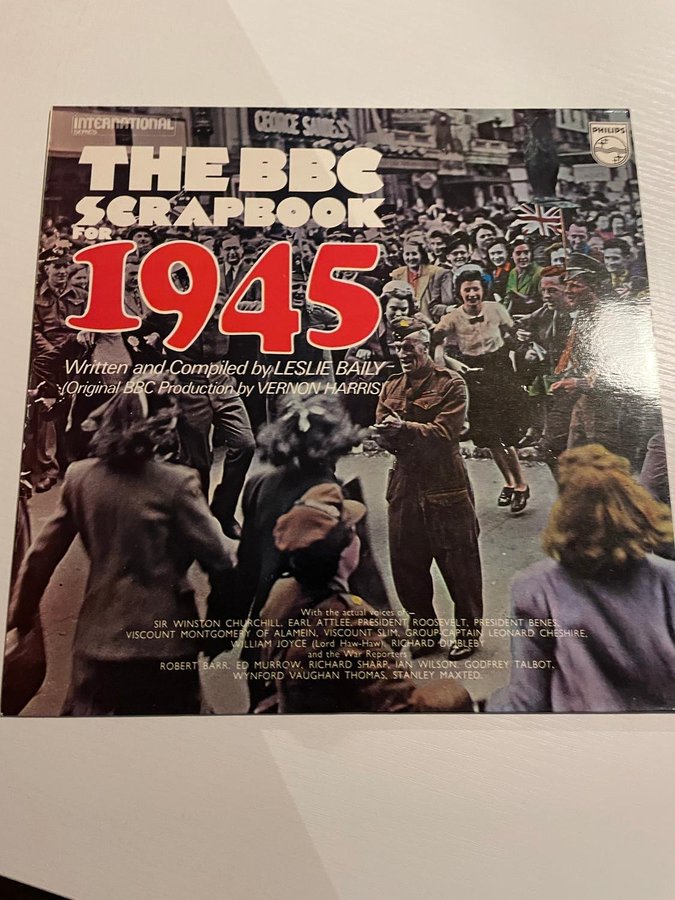 INTERNATIONAL
SERIES
PHILIPS
THE BBC
SCRAPBOOK
FOR
1945
Written and Compiled by LESLIE BAILY
(Original BBC Production by VERNON HARRIS)
With the actual voices of:—
SIR WINSTON CHURCHILL, EARL ATTLEE, PRESIDENT ROOSEVELT, PRESIDENT BENES,
VISCOUNT MONTGOMERY OF ALAMEIN, VISCOUNT SLIM, GROUP-CAPTAIN LEONARD CHESHIRE,
WILLIAM JOYCE (Lord Haw-Haw), RICHARD DIMBLEBY
and the War Reporters
ROBERT BARR, ED MURROW, RICHARD SHARP, IAN WILSON, GODFREY TALBOT,
WYNFORD VAUGHAN THOMAS, STANLEY MAXTED.